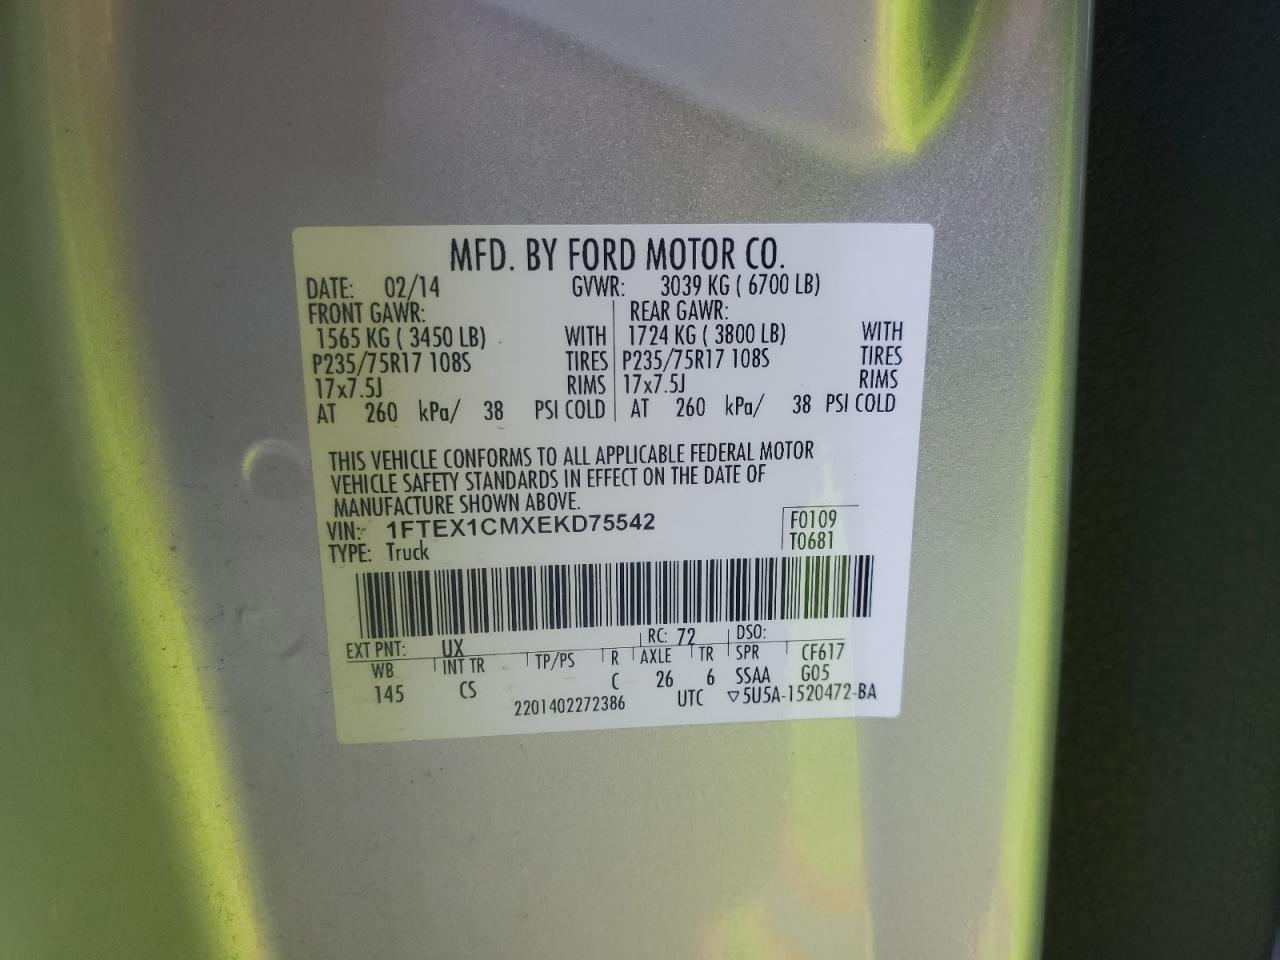 MFD. BY FORD MOTOR CO.
DATE: 02/14 GVWR: 3039 KG ( 6700 LB)
FRONT GAWR: REAR GAWR:
1565 KG ( 3450 LB) WITH 1724 KG ( 3800 LB) WITH
P235/75R17 108S TIRES P235/75R17 108S TIRES
17x7.5J RIMS 17x7.5J RIMS
AT 260 kPa/ 38 PSI COLD AT 260 kPa/ 38 PSI COLD
THIS VEHICLE CONFORMS TO ALL APPLICABLE FEDERAL MOTOR
VEHICLE SAFETY STANDARDS IN EFFECT ON THE DATE OF
MANUFACTURE SHOWN ABOVE.
VIN: 1FTEX1CMXEKD75542 F0109
TYPE: Truck T0681
EXT PNT: UX RC: 72 DSO:
WB INT TR TP/PS R AXLE TR SPR CF617
145 CS C 26 6 SSAA G05
2201402272386 UTC ▽5U5A-1520472-BA